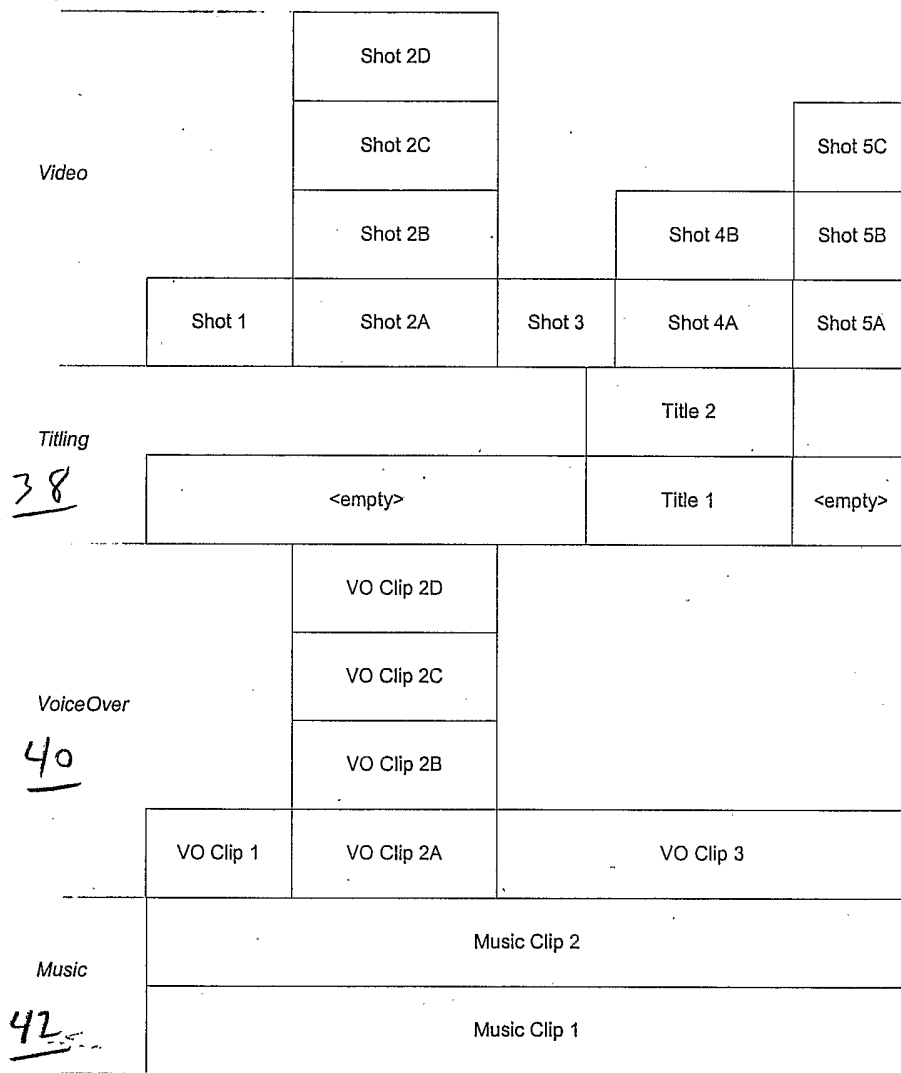 Shot 2D
Shot 2C
Shot 5C
Video
Shot 2B
Shot 4B
Shot 5B
Shot 1
Shot 2A
Shot 3
Shot 4A
Shot 5A
Title 2
Titling
38
<empty>
Title 1
<empty>
VO Clip 2D
VO Clip 2C
VoiceOver
40
VO Clip 2B
VO Clip 1
VO Clip 2A
VO Clip 3
Music Clip 2
Music
42
Music Clip 1